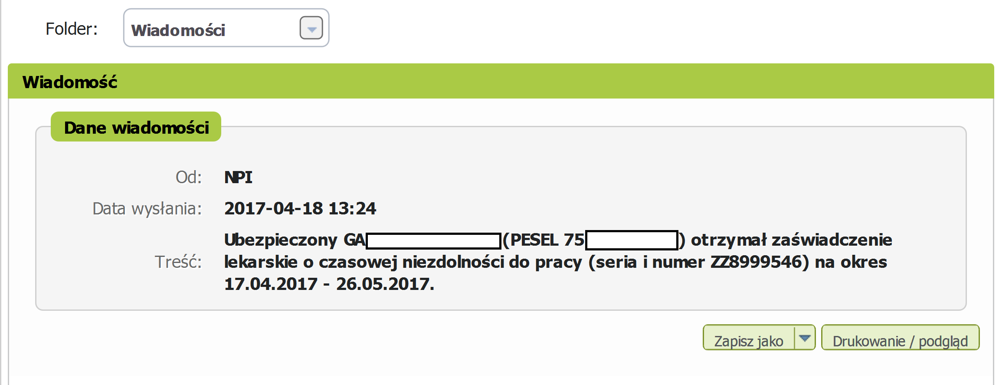 Folder:
Wiadomości
Wiadomość
Dane wiadomości
Od: NPI
Data wysłania: 2017-04-18 13:24
Ubezpieczony GA (PESEL 75 ) otrzymał zaświadczenie
Treść: lekarskie o czasowej niezdolności do pracy (seria i numer ZZ8999546) na okres
17.04.2017 - 26.05.2017.
Zapisz jako
Drukowanie / podgląd